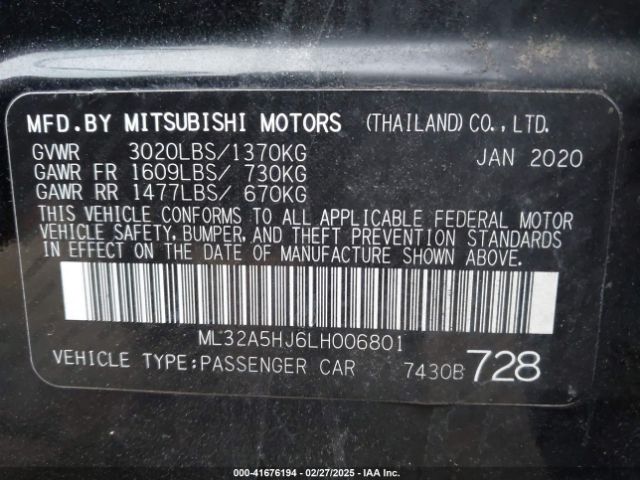 MFD.BY MITSUBISHI MOTORS (THAILAND) CO., LTD.
GVWR 3020LBS/1370KG JAN 2020
GAWR FR 1609LBS/ 730KG
GAWR RR 1477LBS/ 670KG
THIS VEHICLE CONFORMS TO ALL APPLICABLE FEDERAL MOTOR
VEHICLE SAFETY, BUMPER, AND THEFT PREVENTION STANDARDS
IN EFFECT ON THE DATE OF MANUFACTURE SHOWN ABOVE.
ML32A5HJ6LH006801
VEHICLE TYPE:PASSENGER CAR 7430B 728
000-41676194 - 02/27/2025 - IAA Inc.